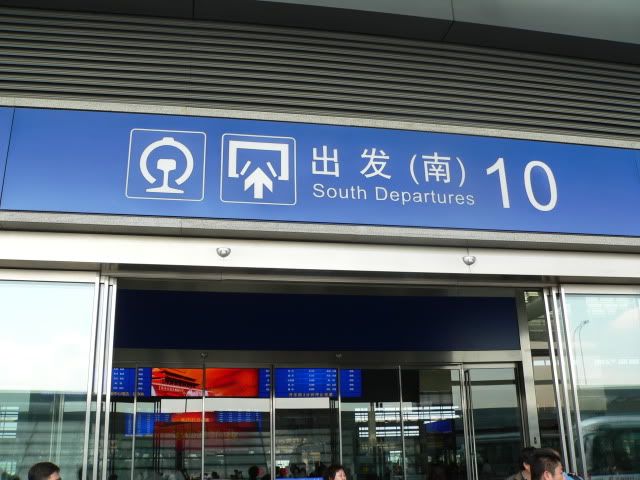 出发（南） 10
South Departures